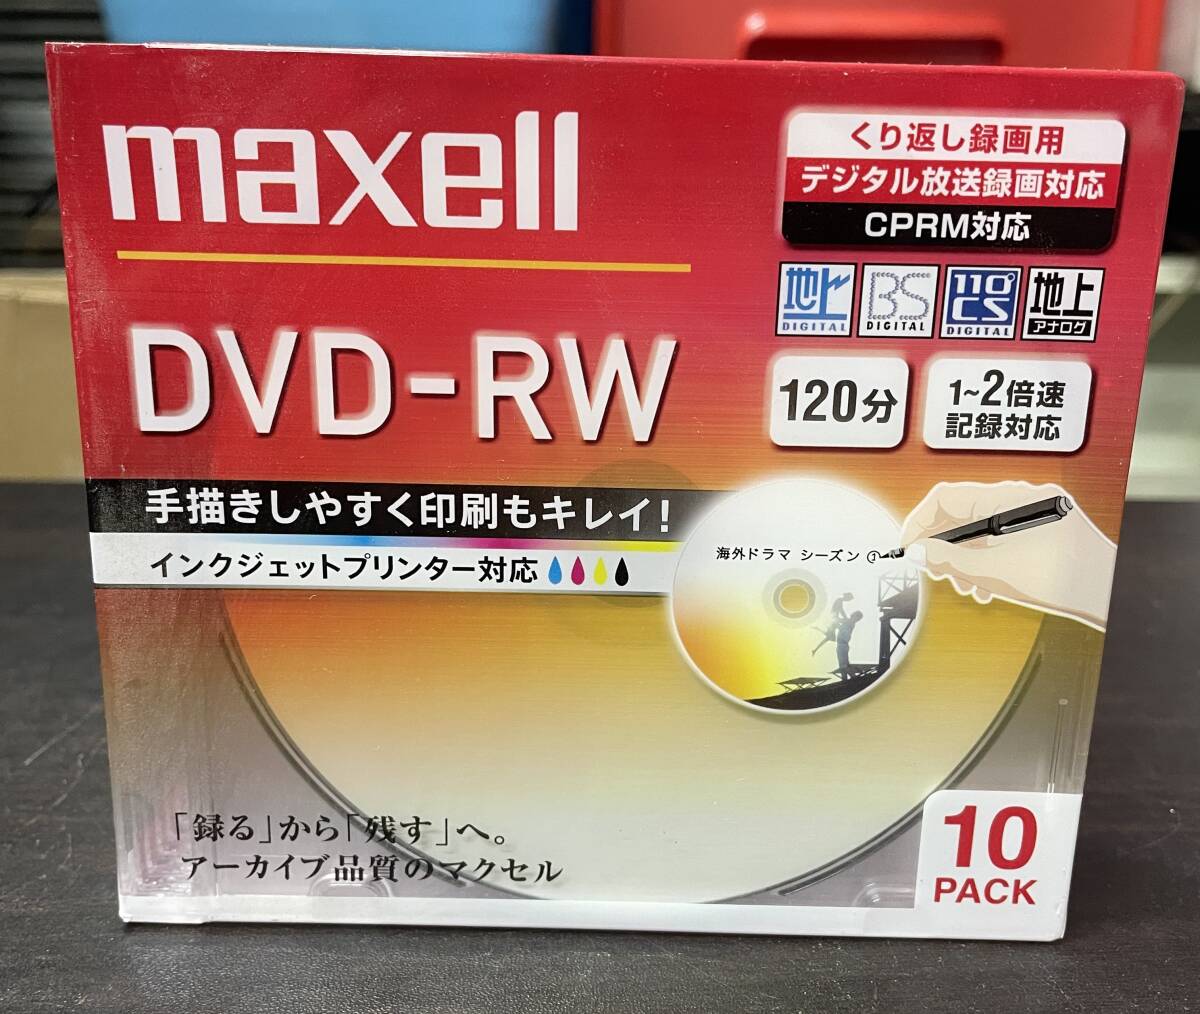 maxell
くり返し録画用
デジタル放送録画対応
CPRM対応
地上
DIGITAL
BS
DIGITAL
110°
CS
DIGITAL
地上
アナログ
DVD-RW
120分
1~2倍速
記録対応
手描きしやすく印刷もキレイ!
インクジェットプリンター対応
海外ドラマ シーズン ①
「録る」から「残す」へ。
アーカイブ品質のマクセル
10
PACK